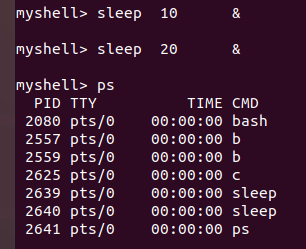 myshell> sleep  10      &
myshell> sleep  20      &
myshell> ps
  PID TTY          TIME CMD
 2080 pts/0    00:00:00 bash
 2557 pts/0    00:00:00 b
 2559 pts/0    00:00:00 b
 2625 pts/0    00:00:00 c
 2639 pts/0    00:00:00 sleep
 2640 pts/0    00:00:00 sleep
 2641 pts/0    00:00:00 ps